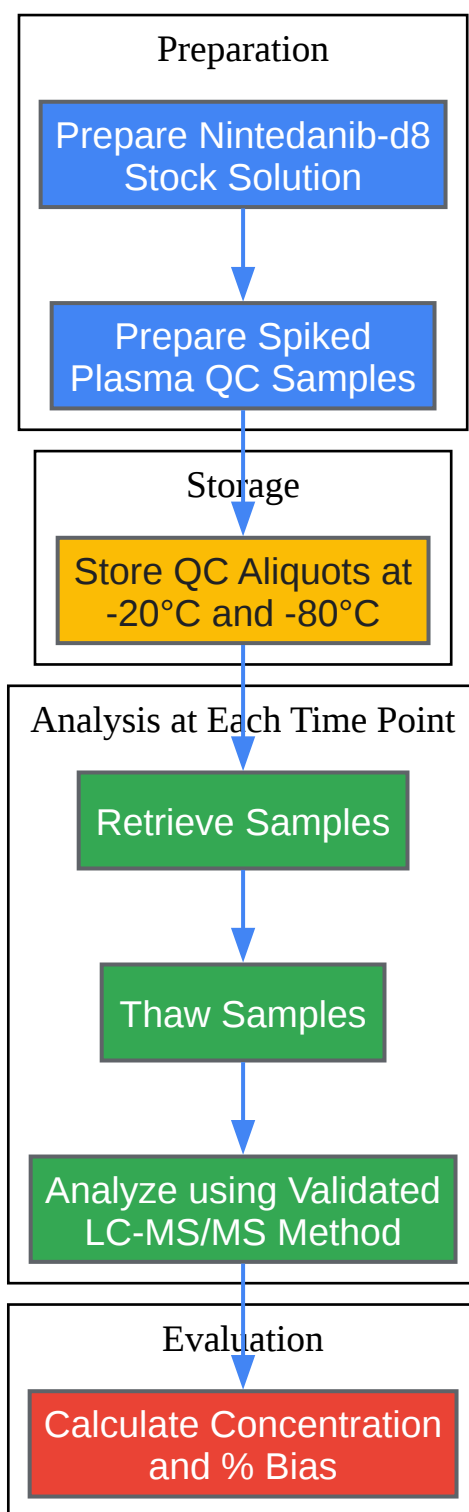 Preparation
Prepare Nintedanib-d8
Stock Solution
Prepare Spiked
Plasma QC Samples
Storage
Store QC Aliquots at
-20°C and -80°C
Analysis at Each Time Point
Retrieve Samples
Thaw Samples
Analyze using Validated
LC-MS/MS Method
Evaluation
Calculate Concentration
and % Bias